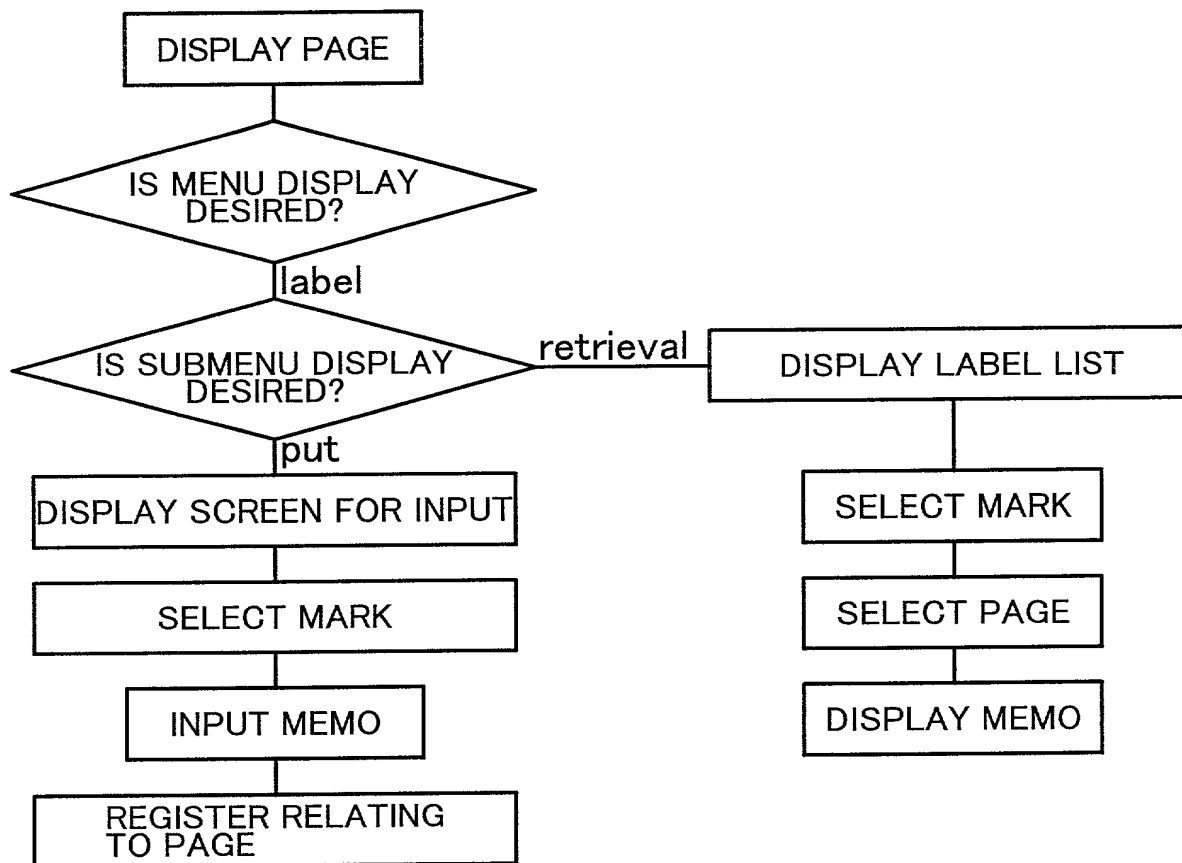 DISPLAY PAGE
IS MENU DISPLAY
DESIRED?
label
IS SUBMENU DISPLAY
DESIRED?
retrieval
DISPLAY LABEL LIST
put
DISPLAY SCREEN FOR INPUT
SELECT MARK
INPUT MEMO
REGISTER RELATING
TO PAGE
SELECT MARK
SELECT PAGE
DISPLAY MEMO